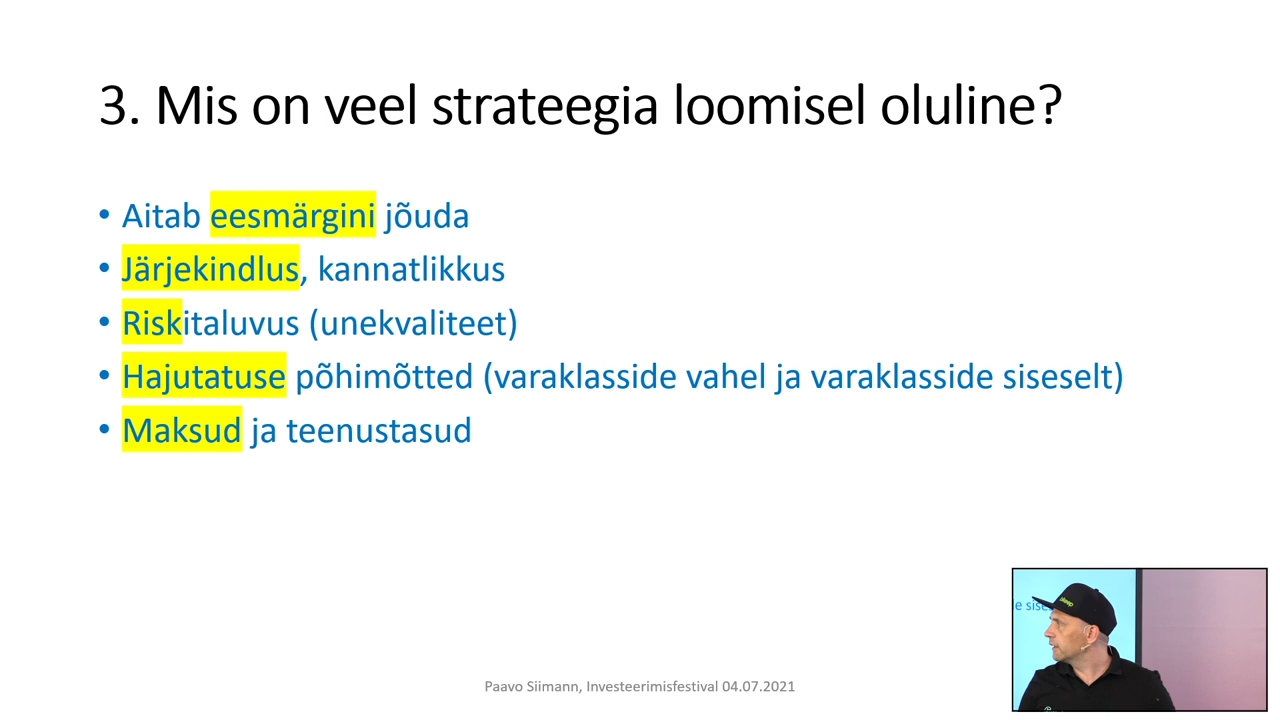 3. Mis on veel strateegia loomisel oluline?
• Aitab eesmärgini jõuda
• Järjekindlus, kannatlikkus
• Riskitaluvus (unekvaliteet)
• Hajutatuse põhimõtted (varaklasside vahel ja varaklasside siseselt)
• Maksud ja teenustasud
Paavo Siimann, Investeerimisfestival 04.07.2021